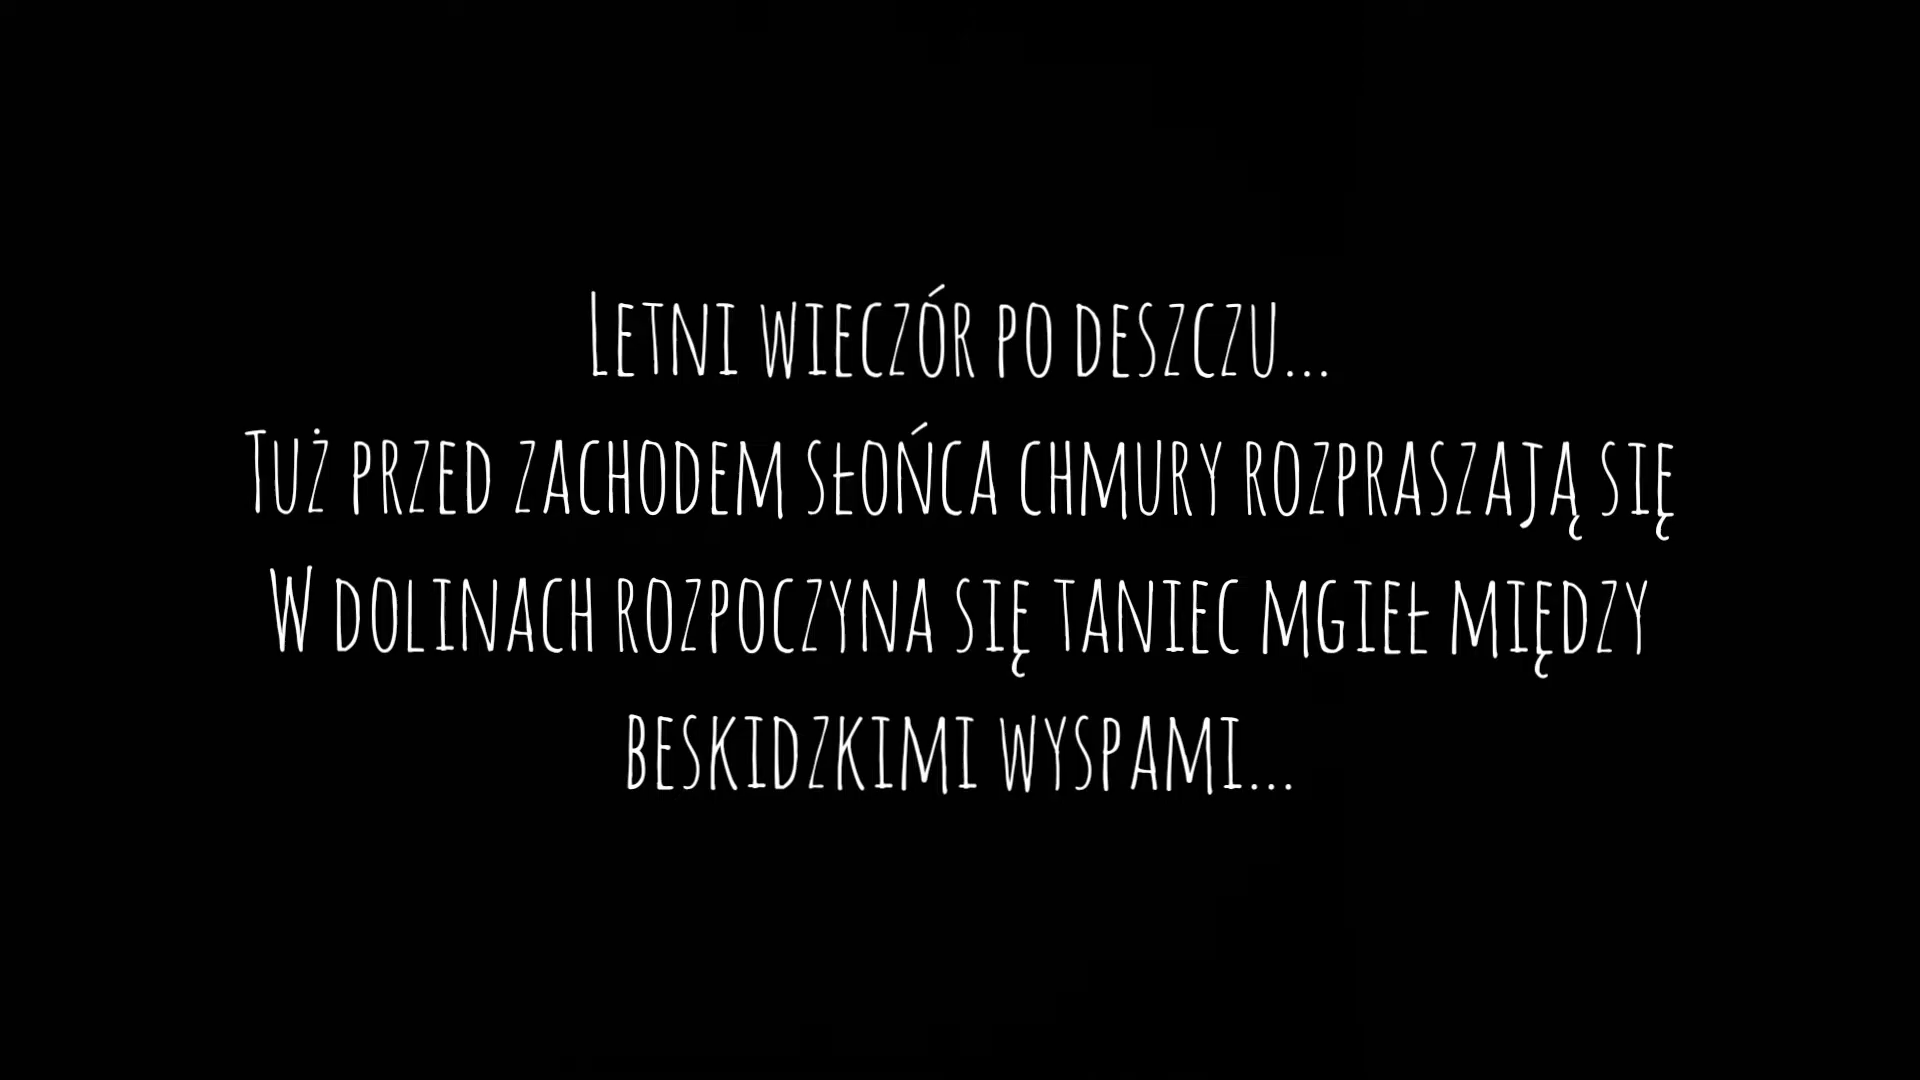 Letni wieczór po deszczu...
Tuż przed zachodem słońca chmury rozpraszają się
W dolinach rozpoczyna się taniec mgieł między
beskidzkimi wyspami...